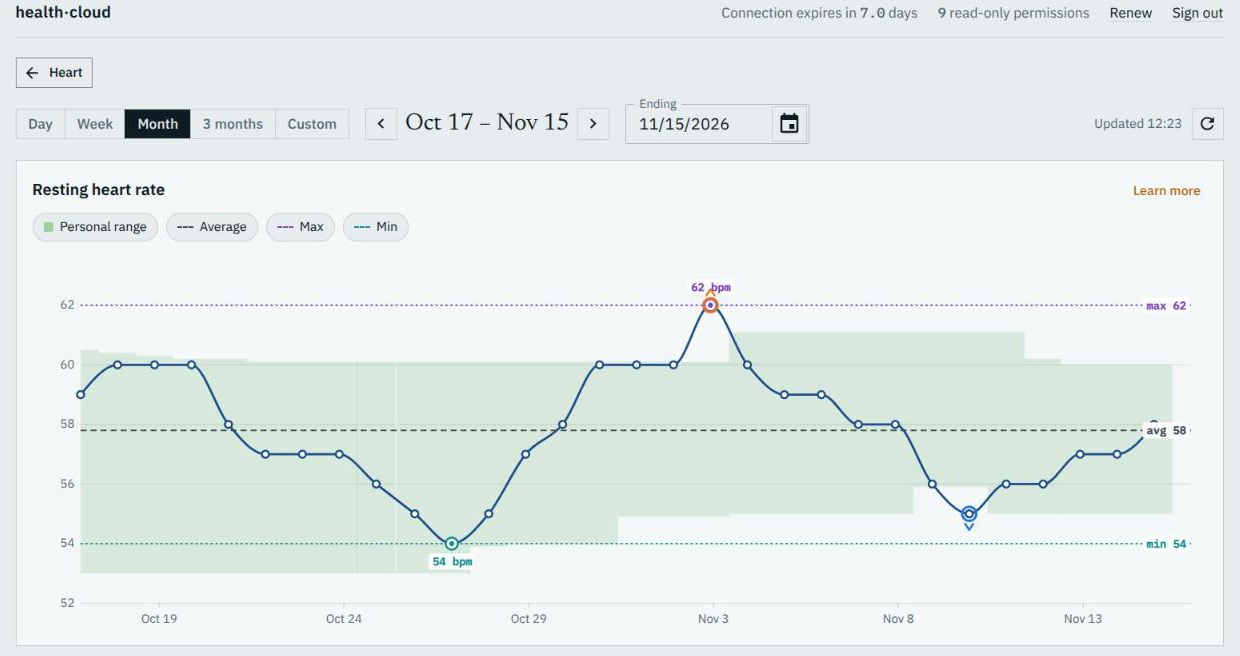 health·cloud
Connection expires in 7.0 days 9 read-only permissions Renew Sign out
← Heart
Ending
Day Week Month 3 months Custom Oct 17 – Nov 15 11/15/2026 Updated 12:23
Resting heart rate Learn more
Personal range Average Max Min
62 bpm
62 max 62
60
58
avg 58
56
54 min 54
54 bpm
52
Oct 19 Oct 24 Oct 29 Nov 3 Nov 8 Nov 13